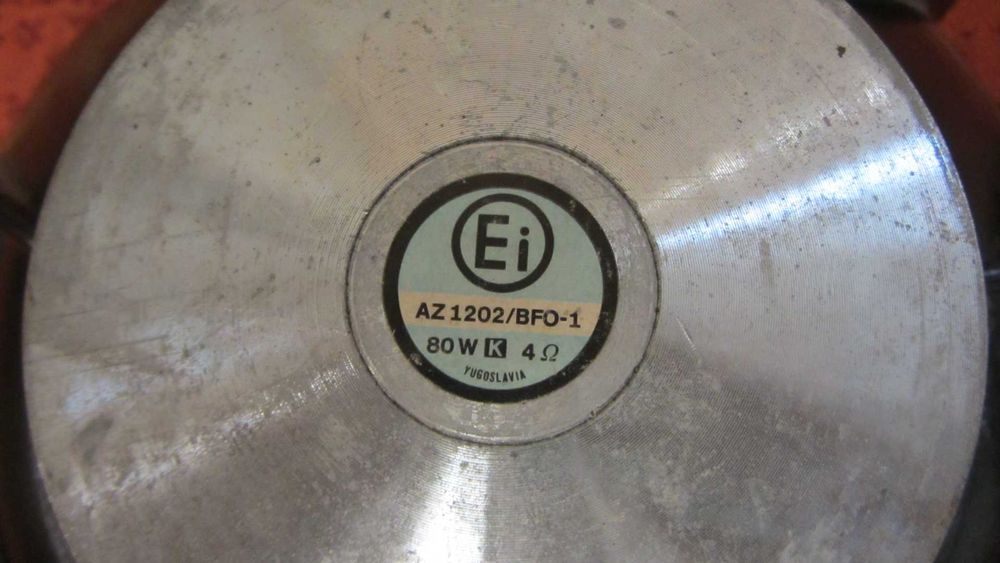 Ei
AZ 1202/BFO-1
80 W K 4 Ω
YUGOSLAVIA